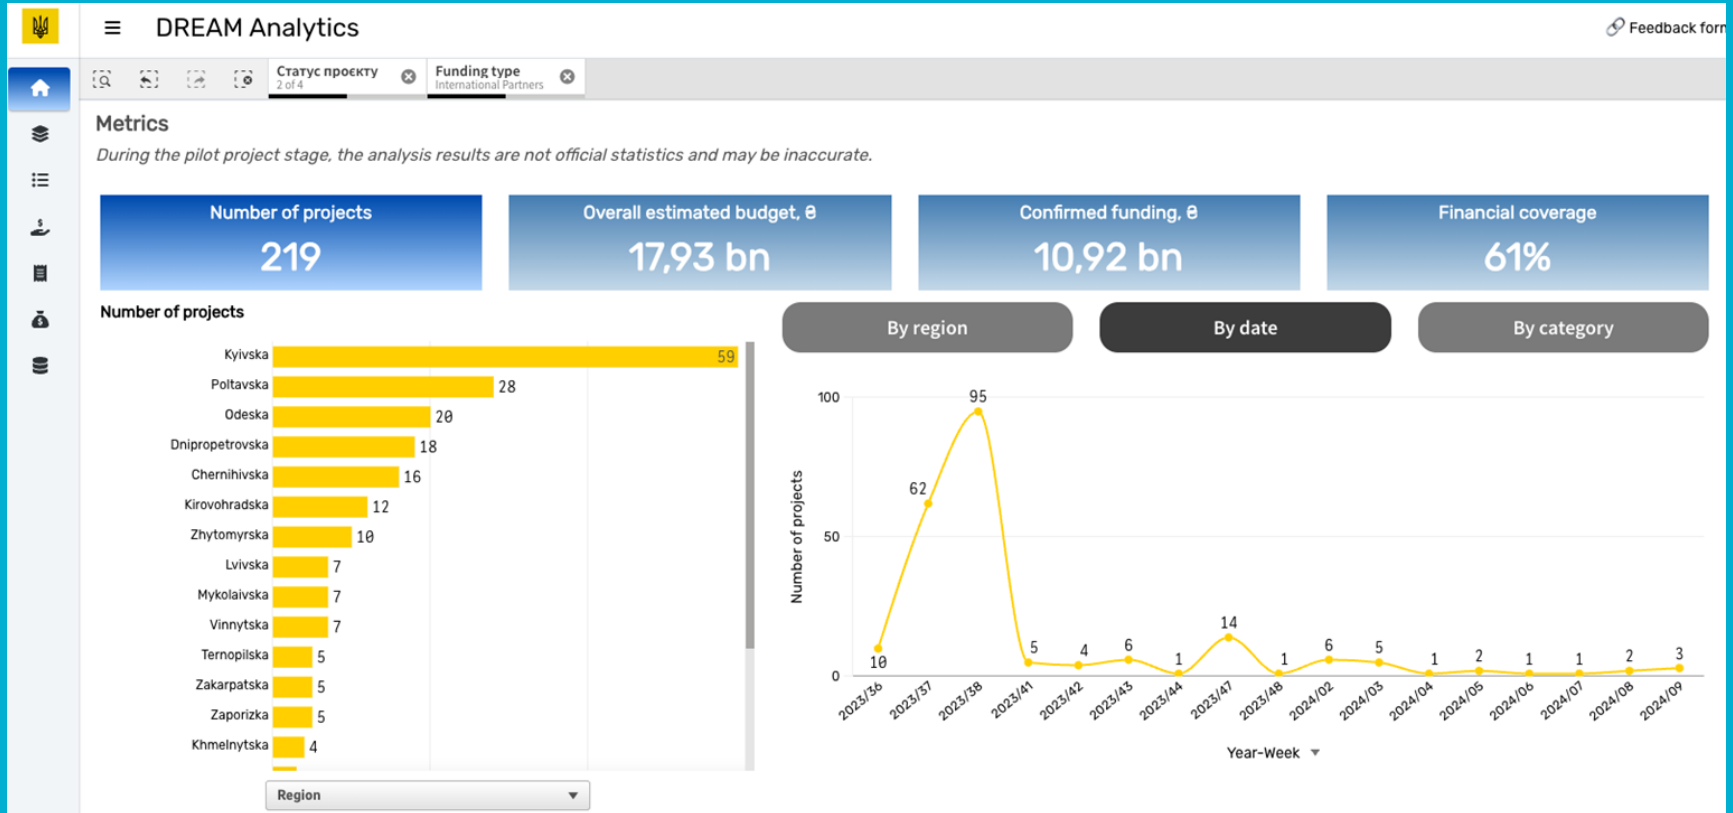 DREAM Analytics
Feedback forn
Статус проєкту
2 of 4
Funding type
International Partners
Metrics
During the pilot project stage, the analysis results are not official statistics and may be inaccurate.
Number of projects
219
Overall estimated budget, ₴
17,93 bn
Confirmed funding, ₴
10,92 bn
Financial coverage
61%
Number of projects
Kyivska 59
Poltavska 28
Odeska 20
Dnipropetrovska 18
Chernihivska 16
Kirovohradska 12
Zhytomyrska 10
Lvivska 7
Mykolaivska 7
Vinnytska 7
Ternopilska 5
Zakarpatska 5
Zaporizka 5
Khmelnytska 4
Region
By region
By date
By category
Number of projects
100
50
0
10
62
95
5
4
6
1
14
1
6
5
1
2
1
1
2
3
2023/36
2023/37
2023/38
2023/41
2023/42
2023/43
2023/44
2023/47
2023/48
2024/02
2024/03
2024/04
2024/05
2024/06
2024/07
2024/08
2024/09
Year-Week